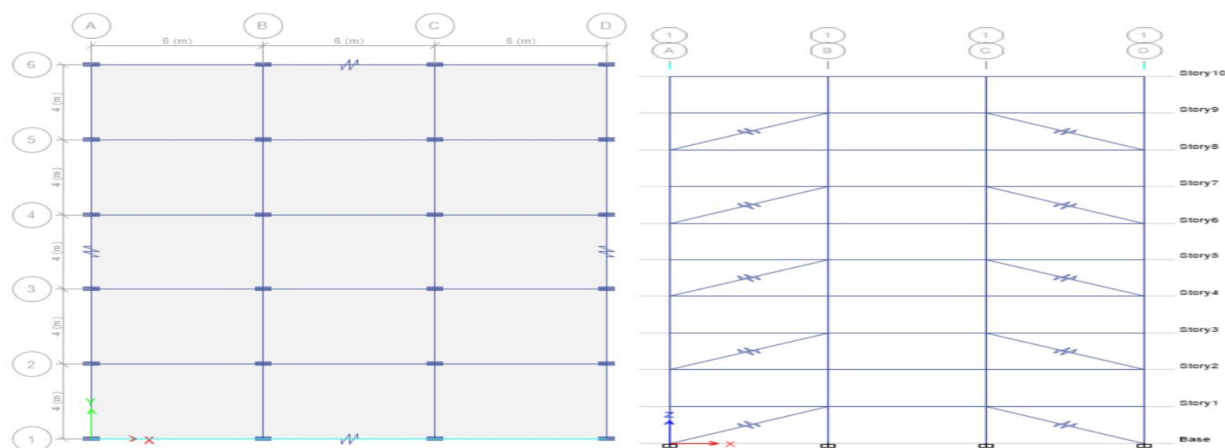 A B C D
6 (m) 6 (m) 6 (m)
6
4 (m)
5
4 (m)
4
4 (m)
3
4 (m)
2
4 (m)
1
Y
X
1 1 1 1
A B C D
Story10
Story9
Story8
Story7
Story6
Story5
Story4
Story3
Story2
Story1
Base
Z
X